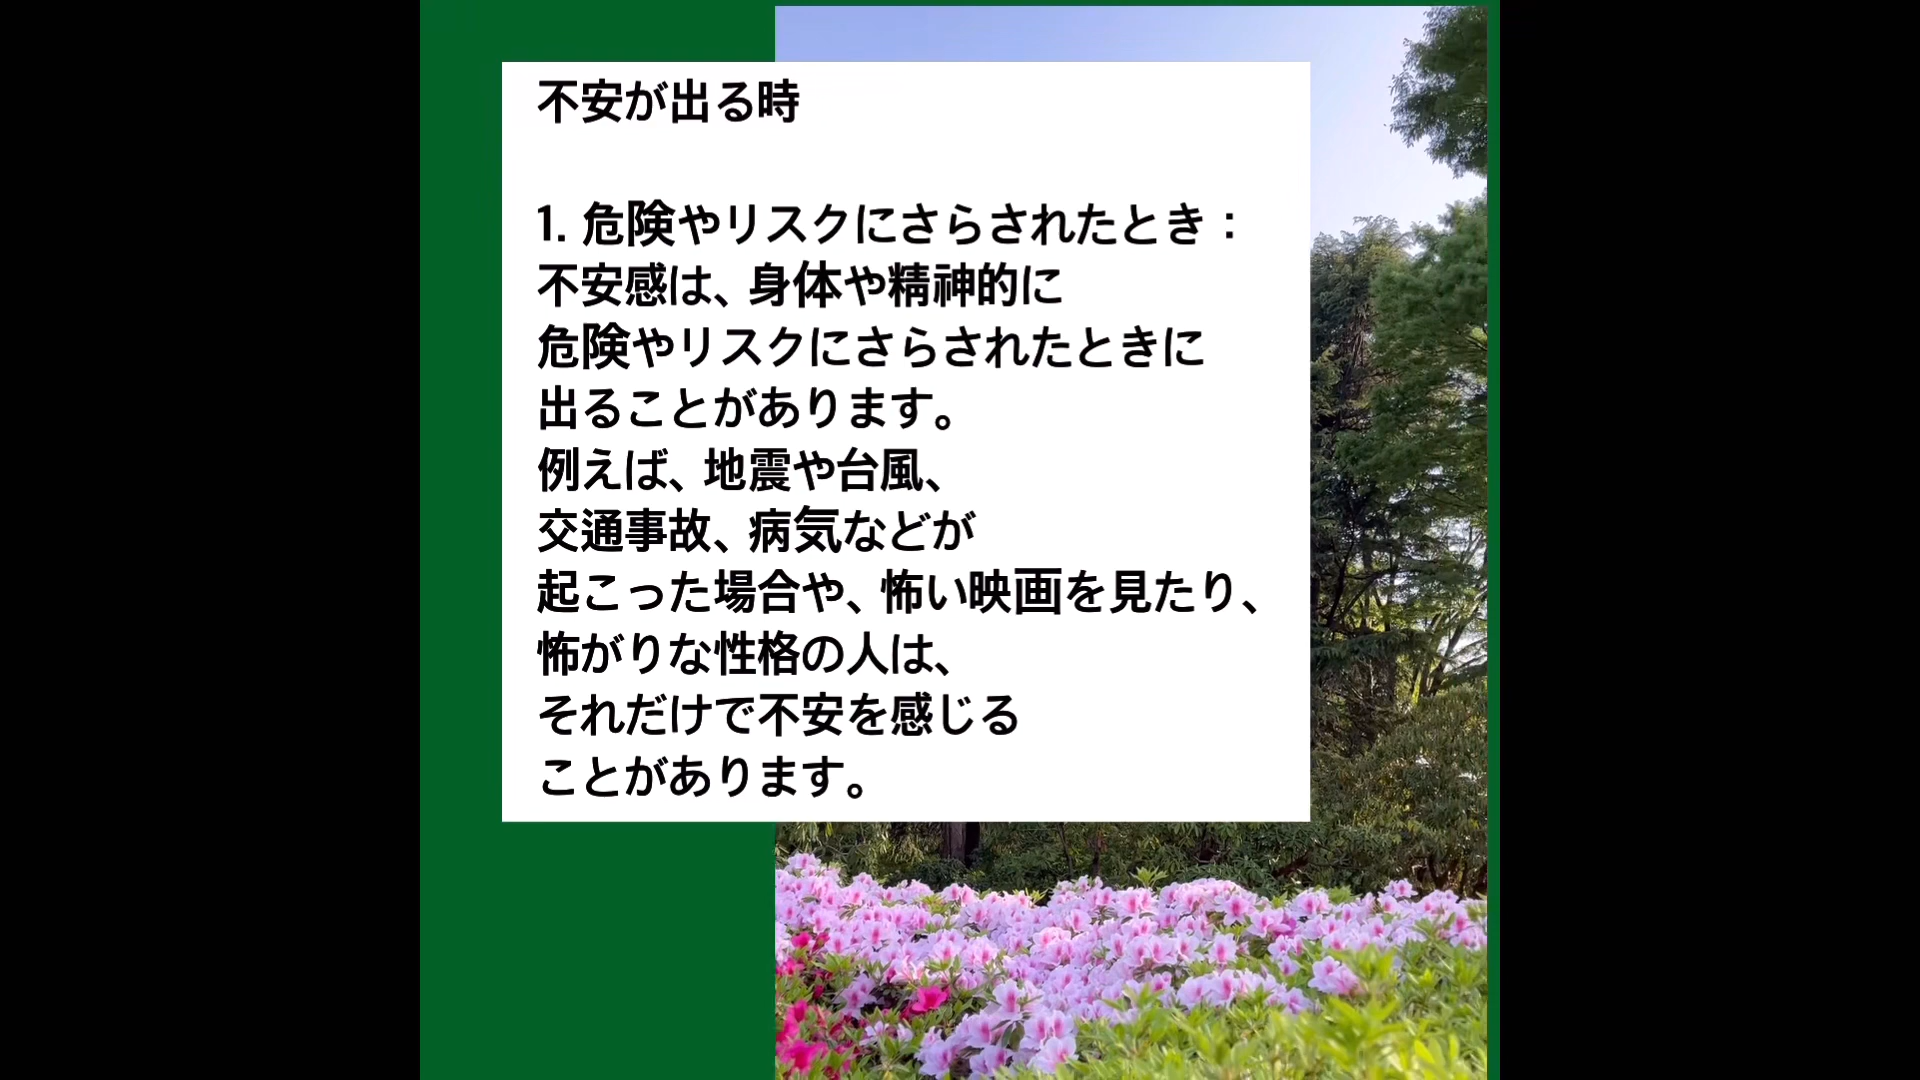 不安が出る時
1. 危険やリスクにさらされたとき：
不安感は、身体や精神的に
危険やリスクにさらされたときに
出ることがあります。
例えば、地震や台風、
交通事故、病気などが
起こった場合や、怖い映画を見たり、
怖がりな性格の人は、
それだけで不安を感じる
ことがあります。